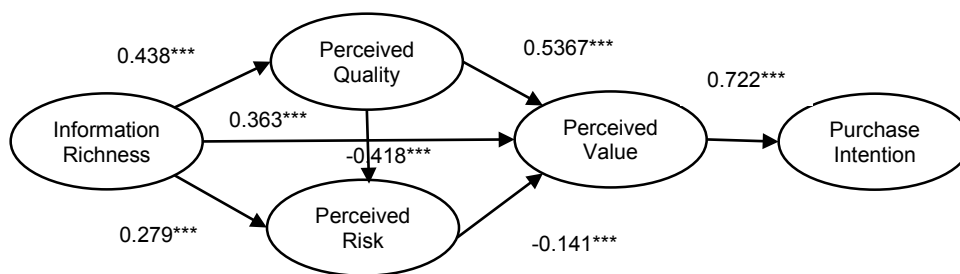 0.438***
Perceived
Quality
0.5367***
0.722***
Information
Richness
0.363***
-0.418***
Perceived
Value
Purchase
Intention
0.279***
Perceived
Risk
-0.141***